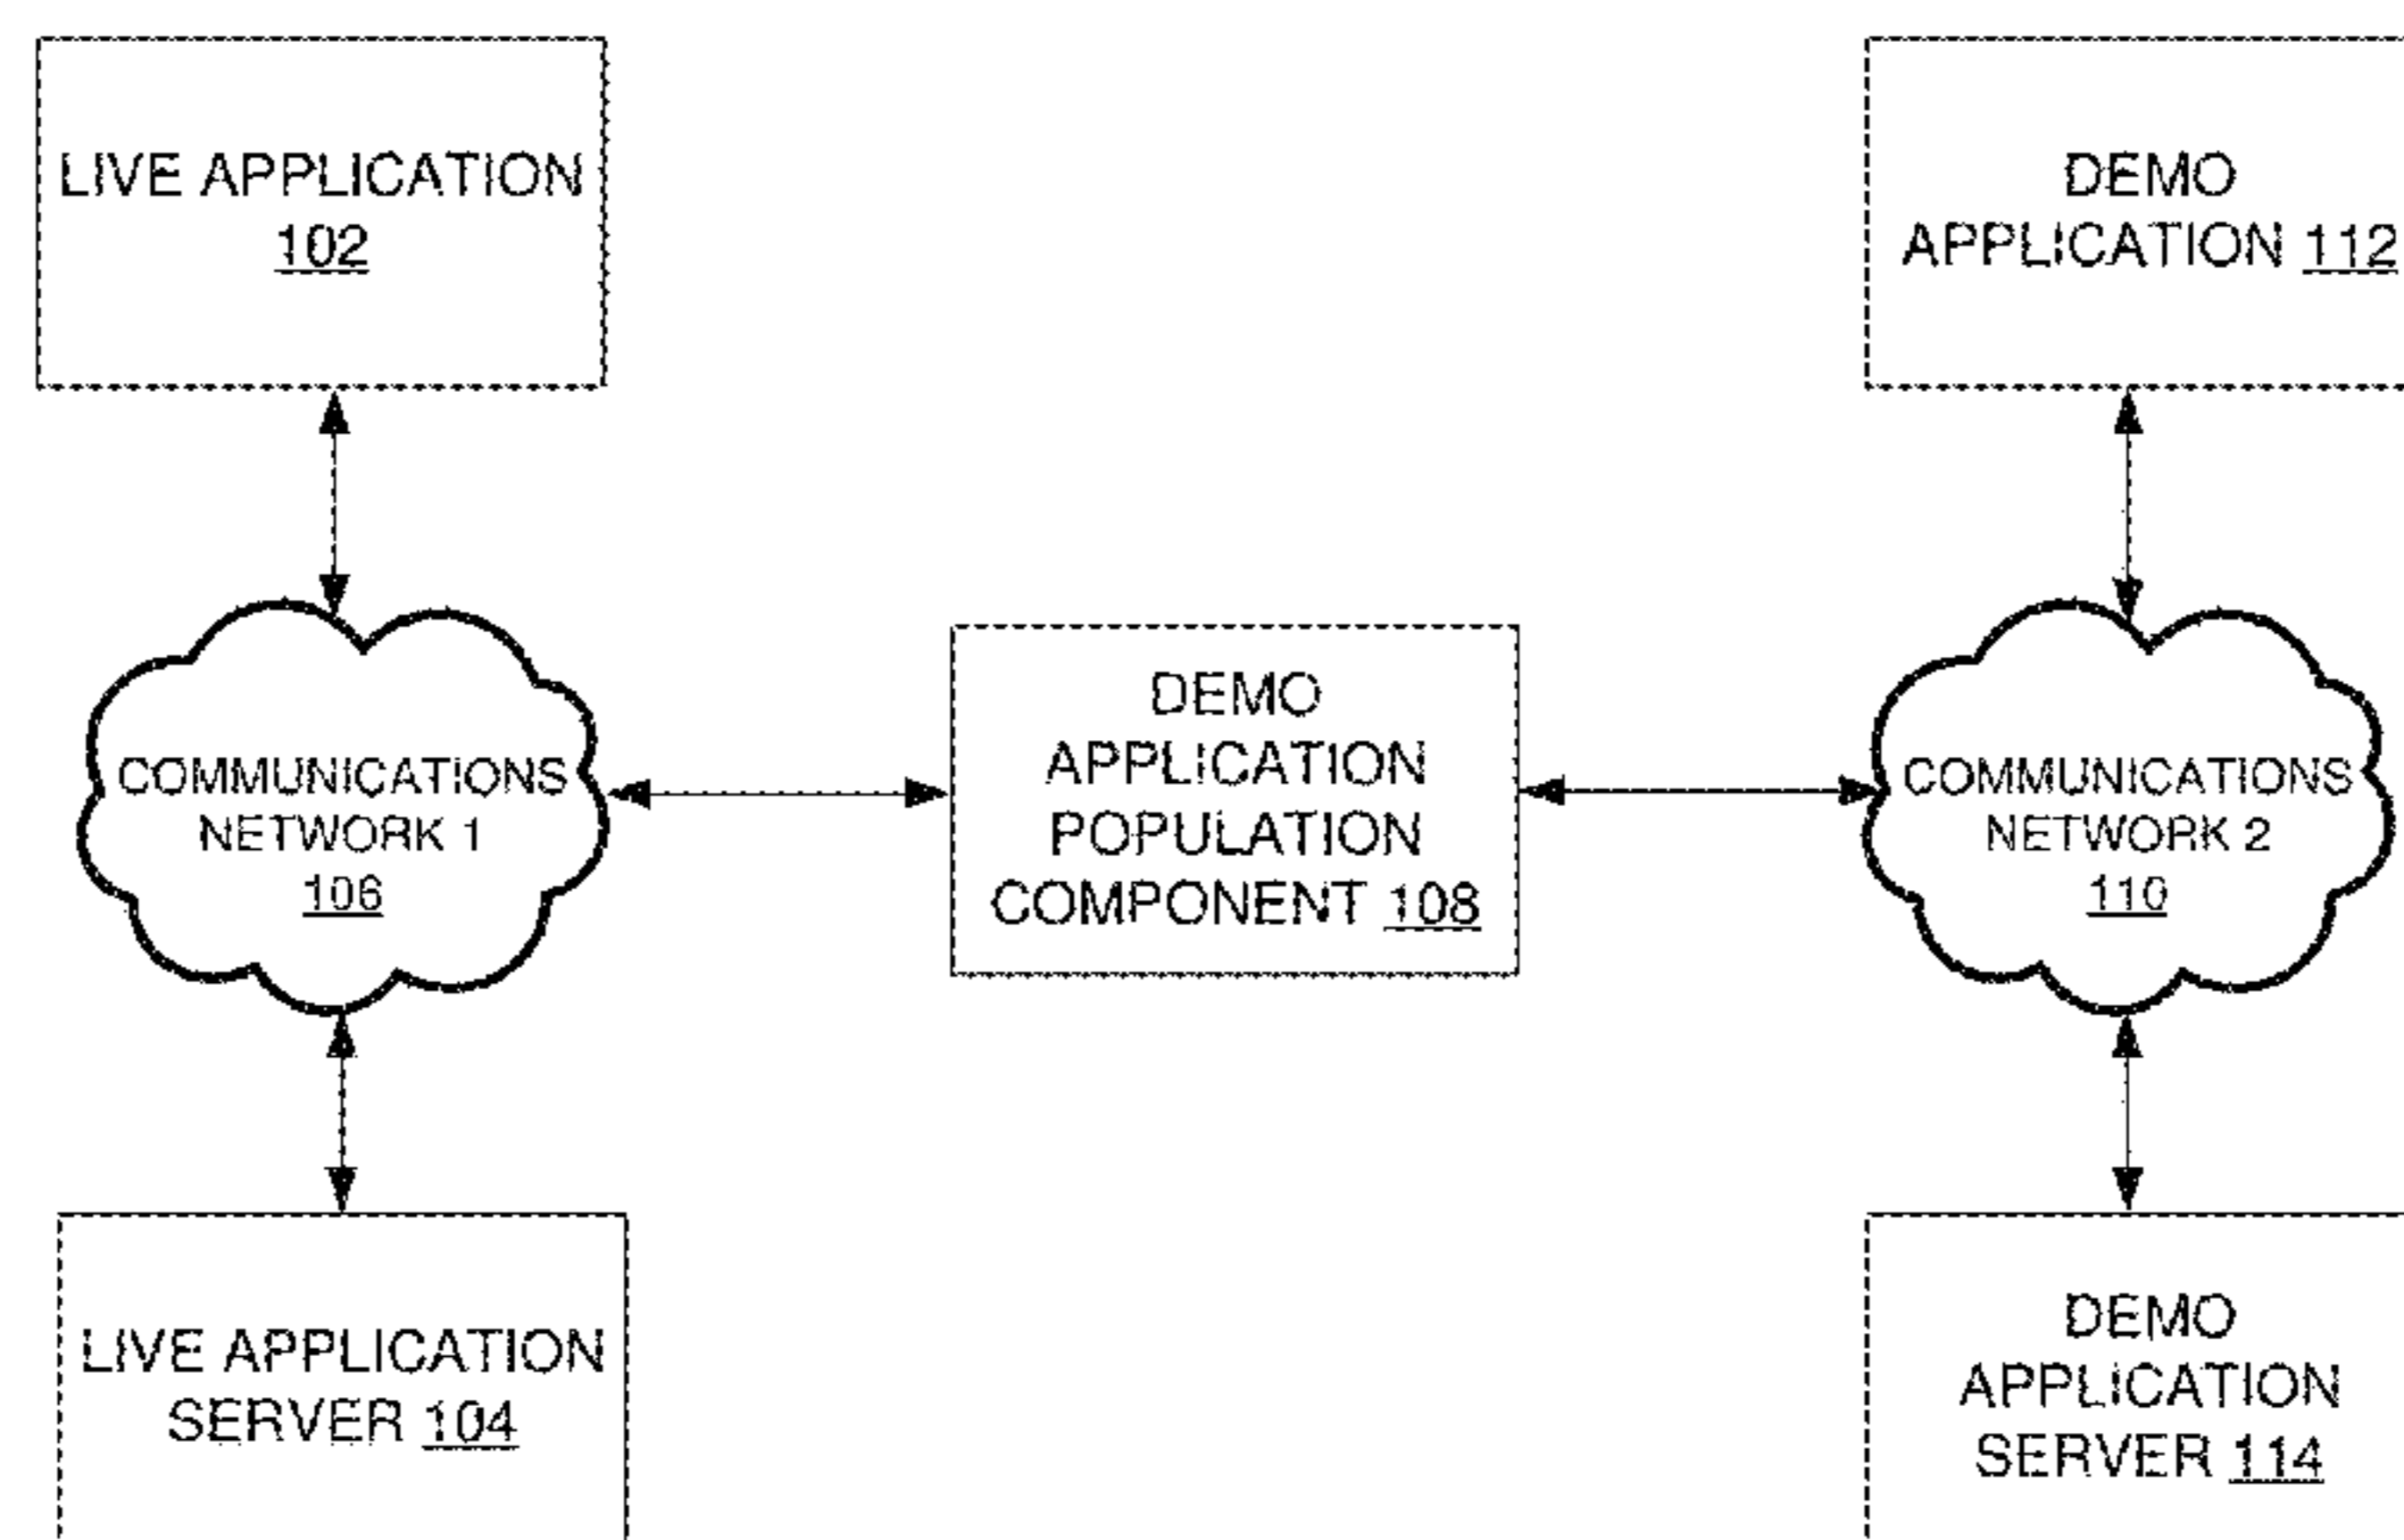 LIVE APPLICATION
102
DEMO
APPLICATION 112
COMMUNICATIONS
NETWORK 1
106
DEMO
APPLICATION
POPULATION
COMPONENT 108
COMMUNICATIONS
NETWORK 2
110
LIVE APPLICATION
SERVER 104
DEMO
APPLICATION
SERVER 114